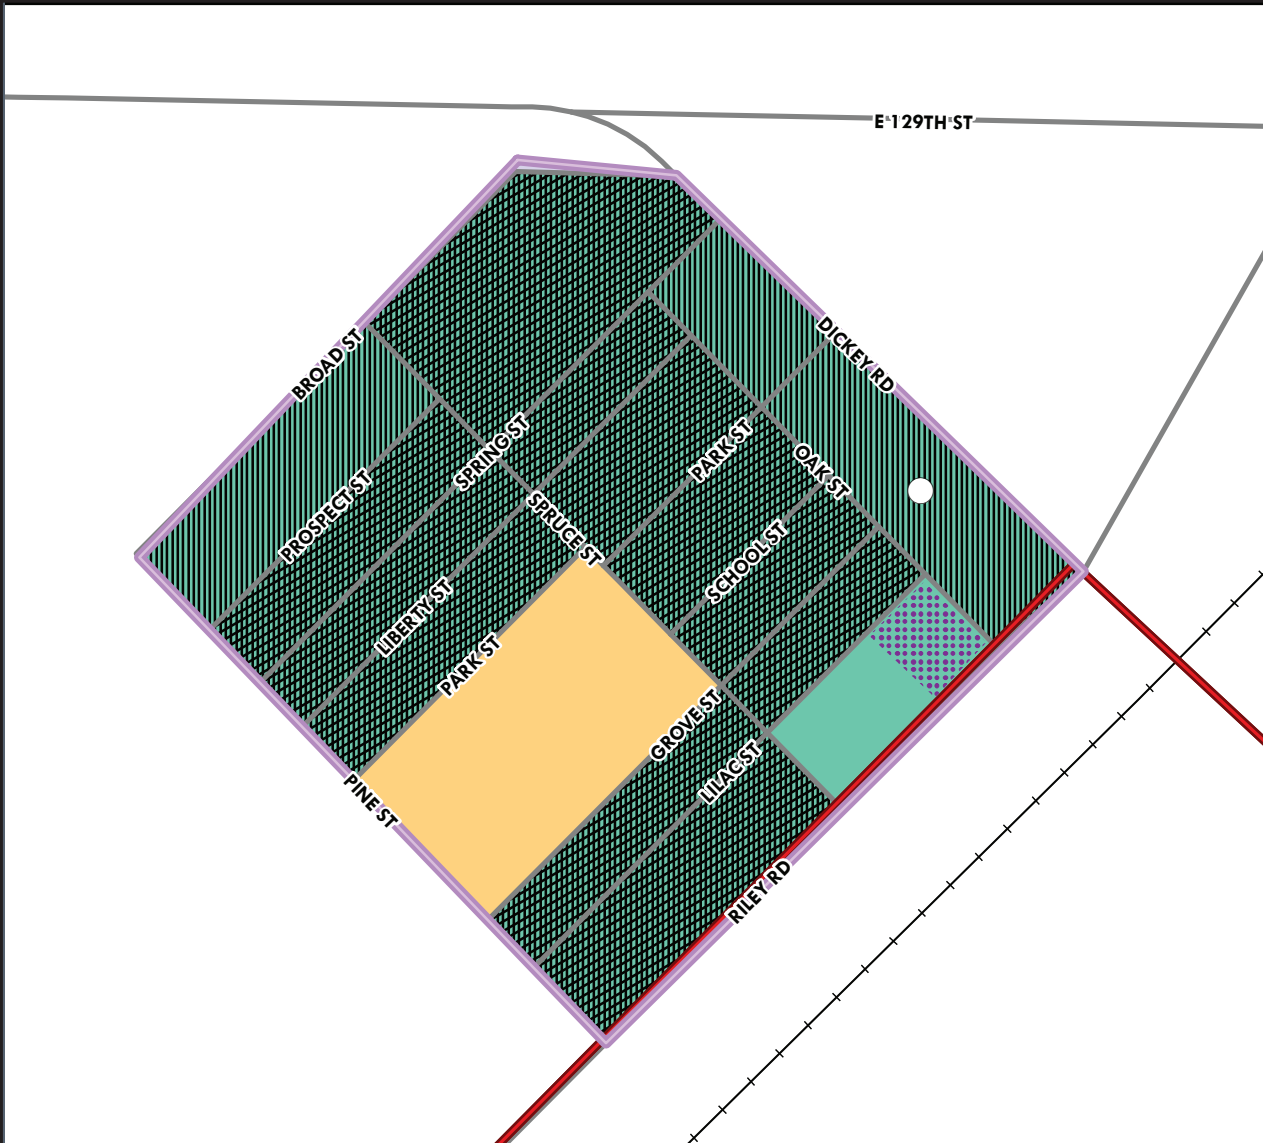 E 129TH ST
BROAD ST
DICKEY RD
PROSPECT ST
SPRING ST
PARK ST
OAK ST
SPRUCE ST
SCHOOL ST
LIBERTY ST
PARK ST
GROVE ST
LILAC ST
PINE ST
RILEY RD